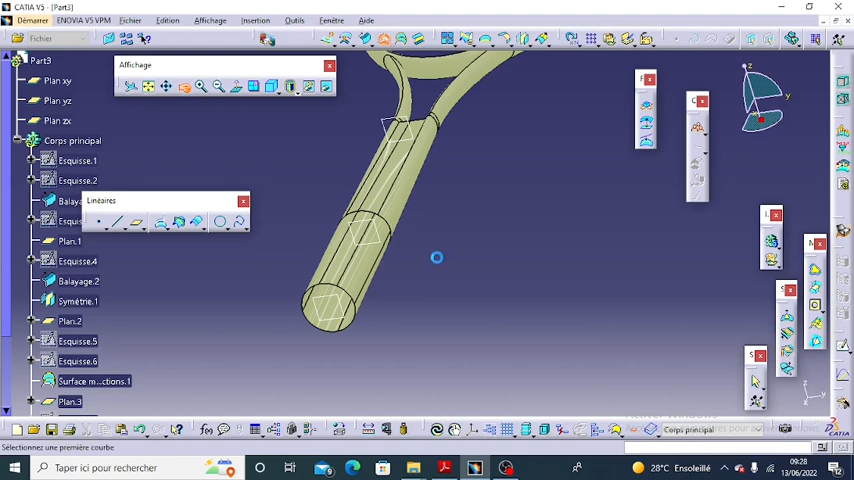 CATIA V5 - [Part3]
Démarrer
ENOVIA V5 VPM
Fichier
Edition
Affichage
Insertion
Outils
Fenêtre
Aide
Fichier
Part3
Plan xy
Plan yz
Plan zx
Corps principal
Esquisse.1
Esquisse.2
Balaya
Esquis
Plan.1
Esquisse.4
Balayage.2
Symétrie.1
Plan.2
Esquisse.5
Esquisse.6
Surface m...ctions.1
Plan.3
Affichage
Linéaires
z
y
Corps principal
CATIA
Sélectionnez une première courbe
Taper ici pour rechercher
28°C Ensoleillé
09:28
13/06/2022